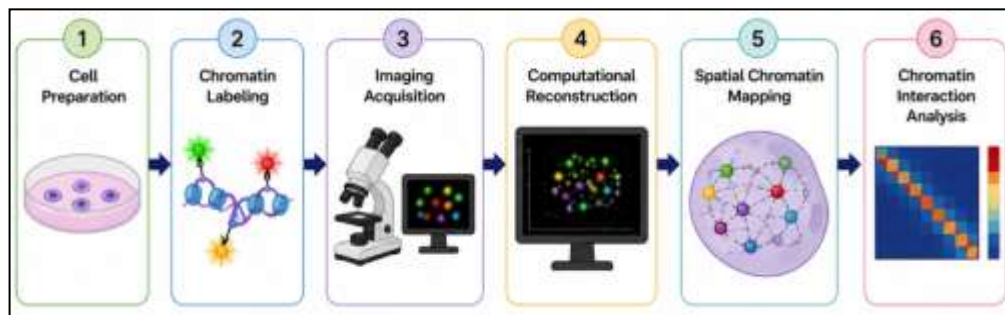 1
Cell
Preparation
2
Chromatin
Labeling
3
Imaging
Acquisition
4
Computational
Reconstruction
5
Spatial Chromatin
Mapping
6
Chromatin
Interaction
Analysis